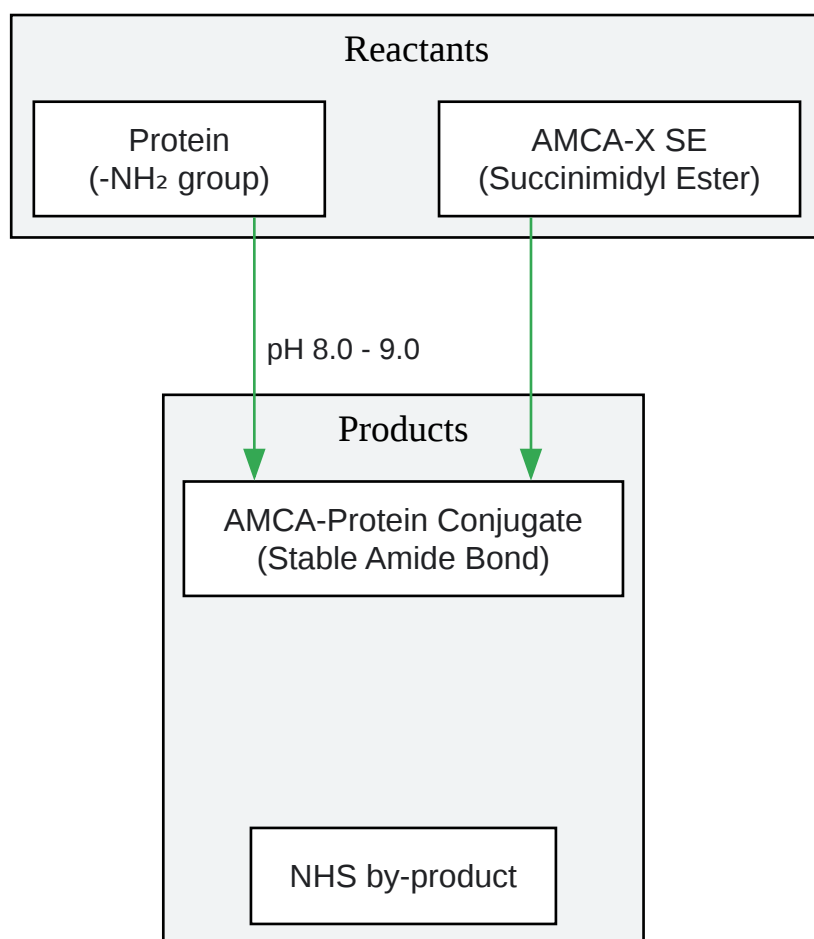 Reactants
Protein
(-NH₂ group)
AMCA-X SE
(Succinimidyl Ester)
pH 8.0 - 9.0
Products
AMCA-Protein Conjugate
(Stable Amide Bond)
NHS by-product